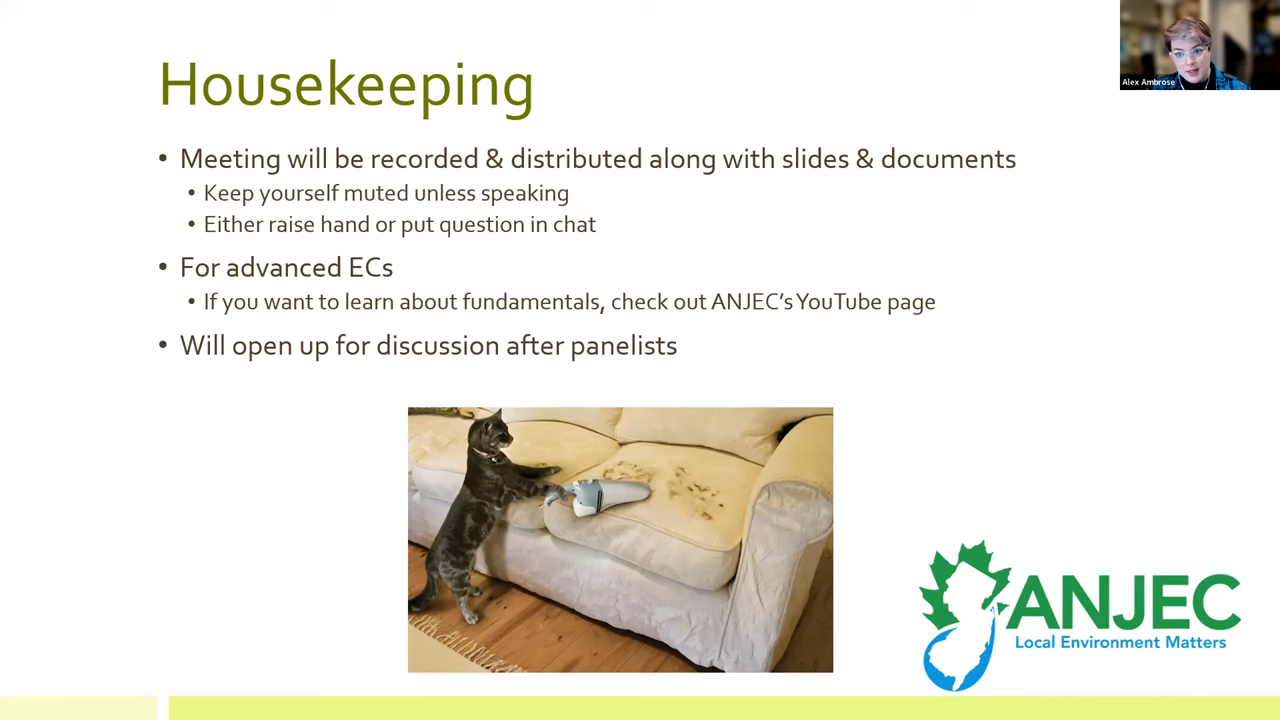 Alex Ambrose
Housekeeping
• Meeting will be recorded & distributed along with slides & documents
• Keep yourself muted unless speaking
• Either raise hand or put question in chat
• For advanced ECs
• If you want to learn about fundamentals, check out ANJEC’s YouTube page
• Will open up for discussion after panelists
ANJEC
Local Environment Matters